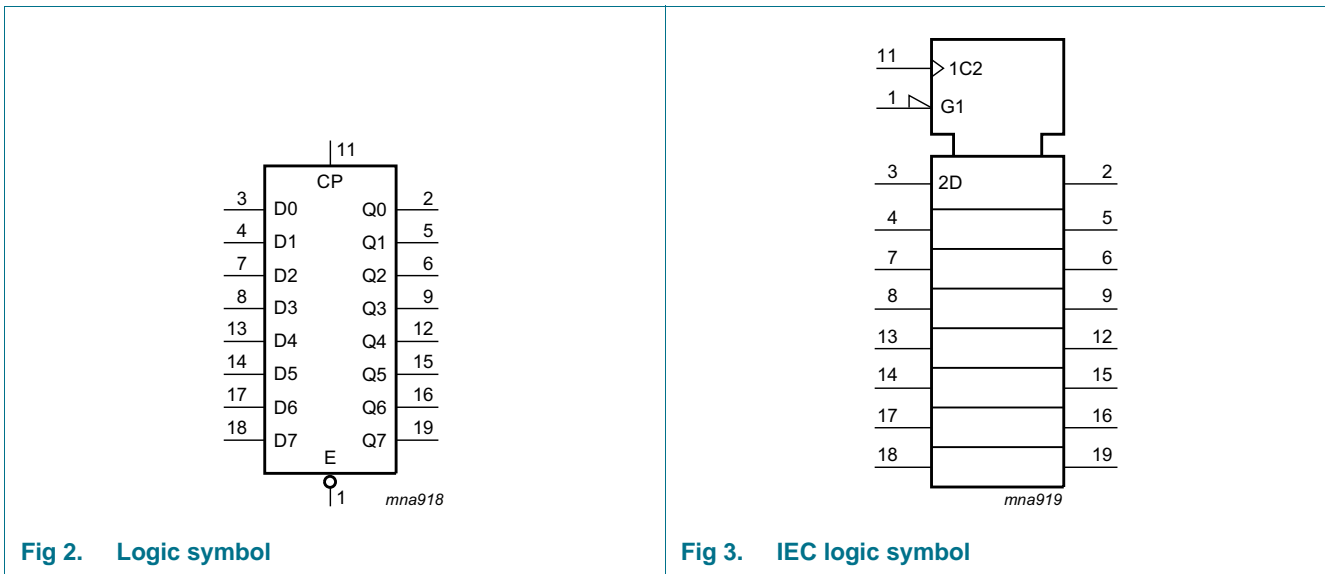 11
CP
3 D0 Q0 2
4 D1 Q1 5
7 D2 Q2 6
8 D3 Q3 9
13 D4 Q4 12
14 D5 Q5 15
17 D6 Q6 16
18 D7 Q7 19
E
1 mna918
Fig 2. Logic symbol
11 1C2
1 G1
3 2D 2
4 5
7 6
8 9
13 12
14 15
17 16
18 19
mna919
Fig 3. IEC logic symbol